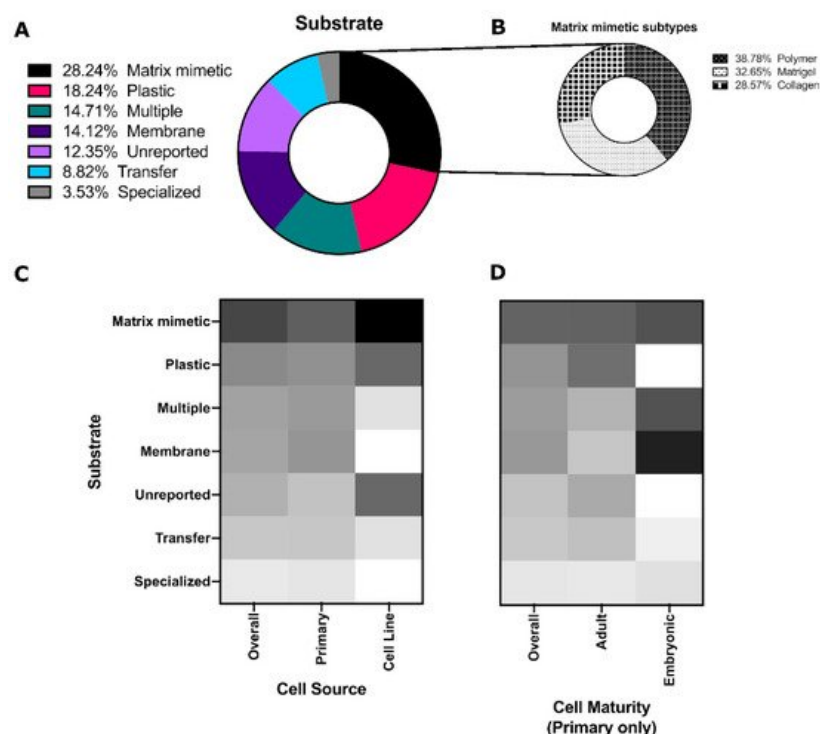 A
Substrate
28.24% Matrix mimetic
18.24% Plastic
14.71% Multiple
14.12% Membrane
12.35% Unreported
8.82% Transfer
3.53% Specialized
B
Matrix mimetic subtypes
38.78% Polymer
32.65% Matrigel
28.57% Collagen
C
Substrate
Matrix mimetic
Plastic
Multiple
Membrane
Unreported
Transfer
Specialized
Overall
Primary
Cell Line
Cell Source
D
Overall
Adult
Embryonic
Cell Maturity
(Primary only)